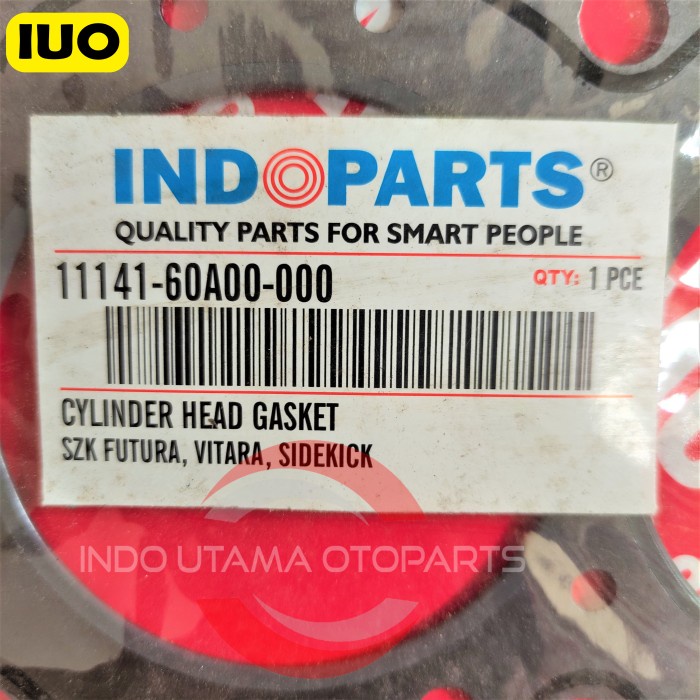 IUO
INDOPARTS®
QUALITY PARTS FOR SMART PEOPLE
11141-60A00-000
QTY: 1 PCE
CYLINDER HEAD GASKET
SZK FUTURA, VITARA, SIDEKICK
INDO UTAMA OTOPARTS